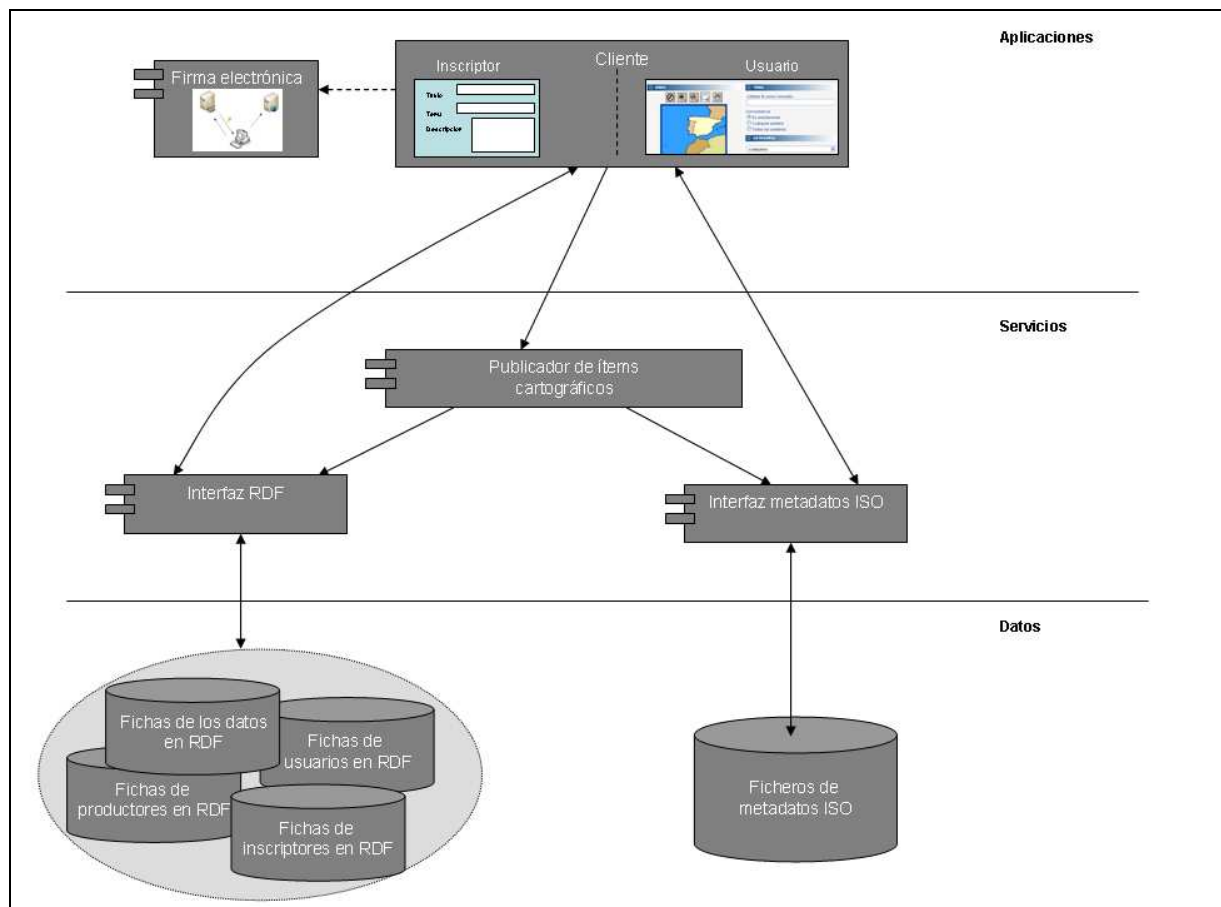 Aplicaciones
Firma electrónica
Cliente
Inscriptor
Usuario
Título
Tema
Descripcion
Servicios
Publicador de ítems
cartográficos
Interfaz RDF
Interfaz metadatos ISO
Datos
Fichas de los datos
en RDF
Fichas de
usuarios en RDF
Fichas de
productores en RDF
Fichas de
inscriptores en RDF
Ficheros de
metadatos ISO